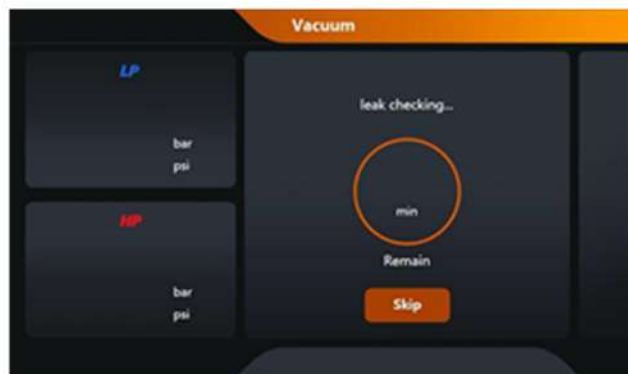 Vacuum
LP
bar
psi
HP
bar
psi
leak checking...
min
Remain
Skip